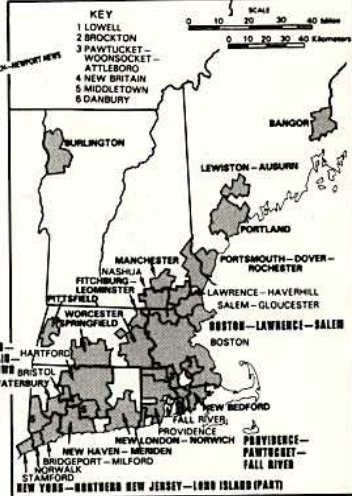 KEY
1 LOWELL
2 BROCKTON
3 PAWTUCKET–
WOONSOCKET–
ATTLEBORO
4 NEW BRITAIN
5 MIDDLETOWN
6 DANBURY
SCALE
0 10 20 30 40 Miles
0 10 20 30 40 Kilometers
NEWPORT NEWS
BURLINGTON
BANGOR
LEWISTON–AUBURN
PORTLAND
PORTSMOUTH–DOVER–
ROCHESTER
MANCHESTER
NASHUA
FITCHBURG–
LEOMINSTER
PITTSFIELD
LAWRENCE–HAVERHILL
SALEM–GLOUCESTER
BOSTON–LAWRENCE–SALEM
WORCESTER
SPRINGFIELD
BOSTON
HARTFORD
BRISTOL
WATERBURY
NEW BEDFORD
FALL RIVER
PROVIDENCE
NEW LONDON–NORWICH
PROVIDENCE–
PAWTUCKET–
FALL RIVER
NEW HAVEN–MERIDEN
BRIDGEPORT–MILFORD
NORWALK
STAMFORD
NEW YORK–NORTHERN NEW JERSEY–LONG ISLAND (PART)